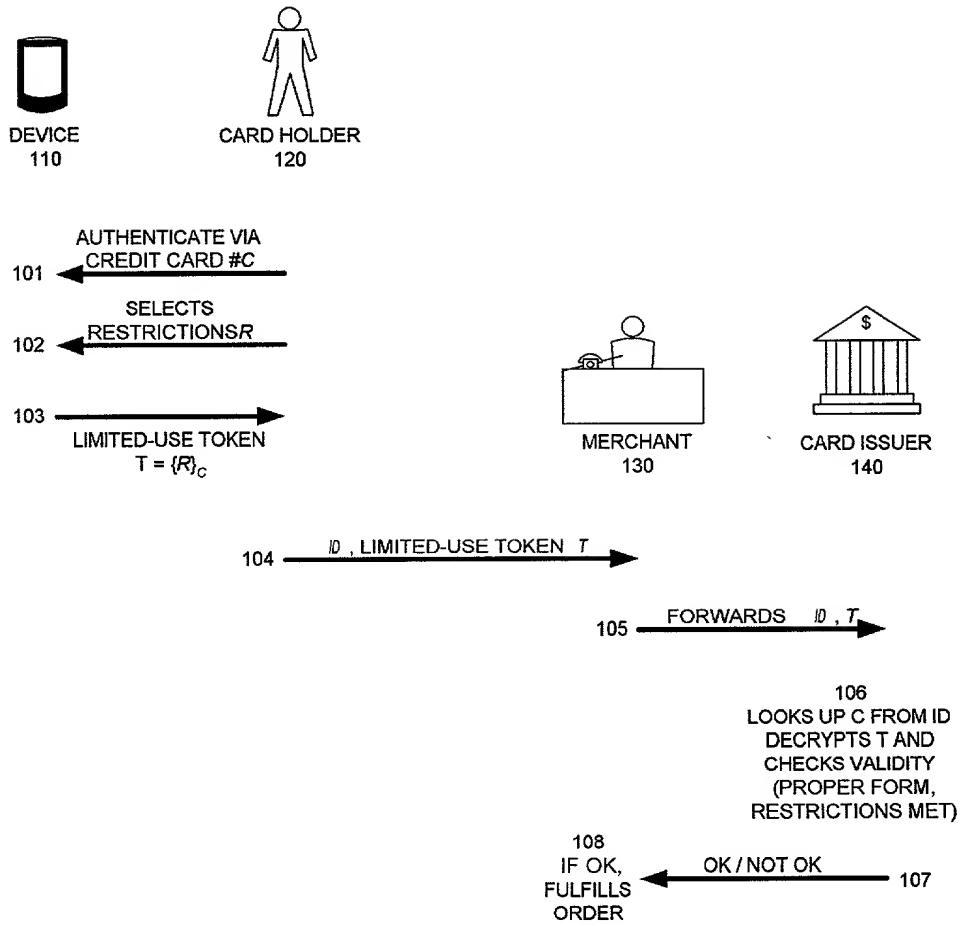 DEVICE
110
CARD HOLDER
120
AUTHENTICATE VIA
CREDIT CARD #C
101
SELECTS
RESTRICTIONSR
102
103
LIMITED-USE TOKEN
T = {R}C
$
MERCHANT
130
CARD ISSUER
140
104
ID , LIMITED-USE TOKEN T
105
FORWARDS ID , T
106
LOOKS UP C FROM ID
DECRYPTS T AND
CHECKS VALIDITY
(PROPER FORM,
RESTRICTIONS MET)
OK / NOT OK
107
108
IF OK,
FULFILLS
ORDER